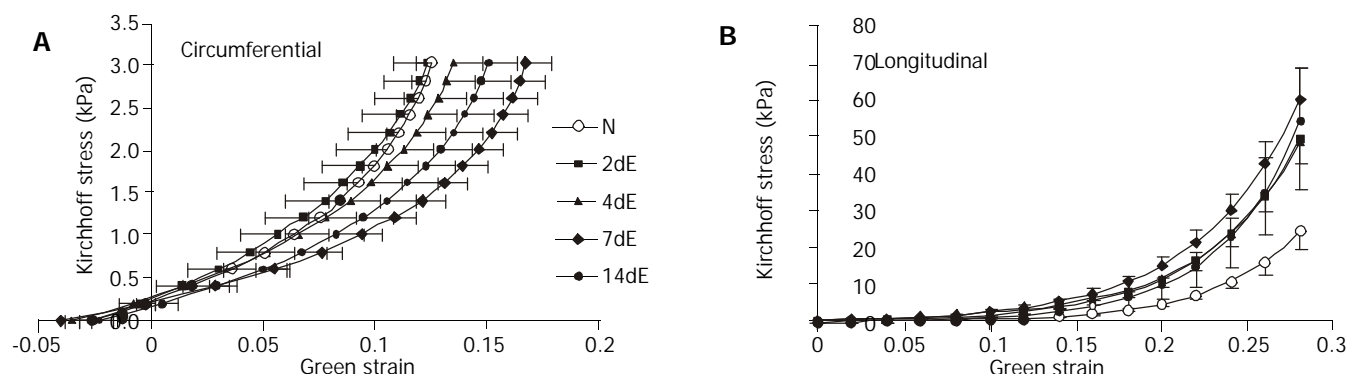 A
Circumferential
Kirchhoff stress (kPa)
3.5
3.0
2.5
2.0
1.5
1.0
0.5
0.0
-0.05 0 0.05 0.1 0.15 0.2
Green strain
N
2dE
4dE
7dE
14dE
B
Longitudinal
Kirchhoff stress (kPa)
80
70
60
50
40
30
20
10
0
0 0.05 0.1 0.15 0.2 0.25 0.3
Green strain